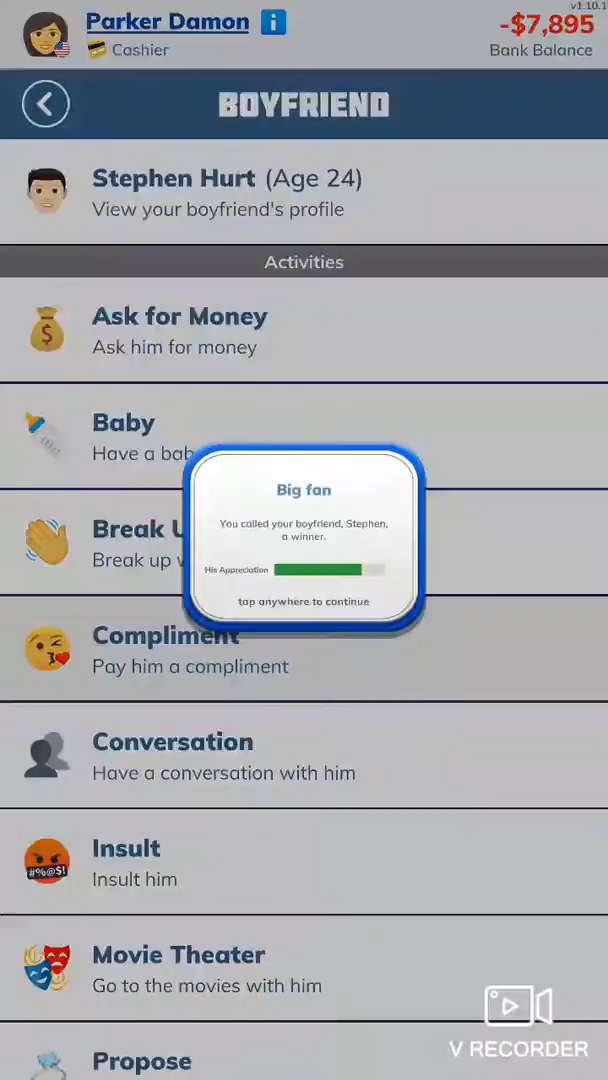 v1.10.1
Parker Damon i
-$7,895
Cashier
Bank Balance
BOYFRIEND
Stephen Hurt (Age 24)
View your boyfriend's profile
Activities
Ask for Money
Ask him for money
Baby
Have a bab
Break U
Break up w
Big fan
You called your boyfriend, Stephen,
a winner.
His Appreciation
tap anywhere to continue
Compliment
Pay him a compliment
Conversation
Have a conversation with him
#%@$!
Insult
Insult him
Movie Theater
Go to the movies with him
V RECORDER
Propose